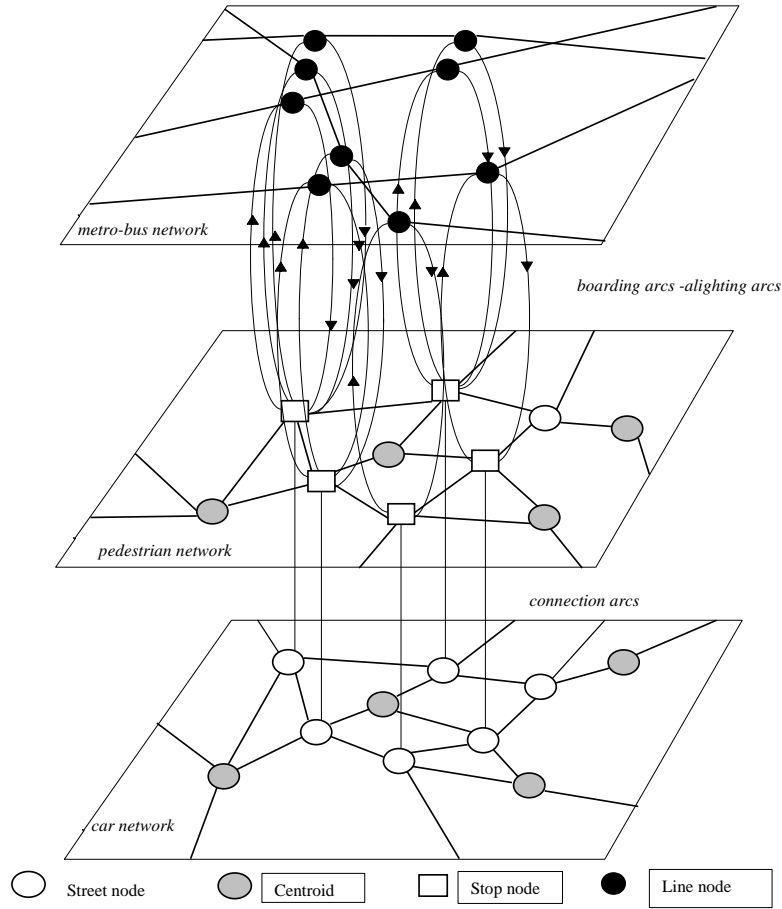 metro-bus network
boarding arcs -alighting arcs
pedestrian network
connection arcs
car network
Street node
Centroid
Stop node
Line node